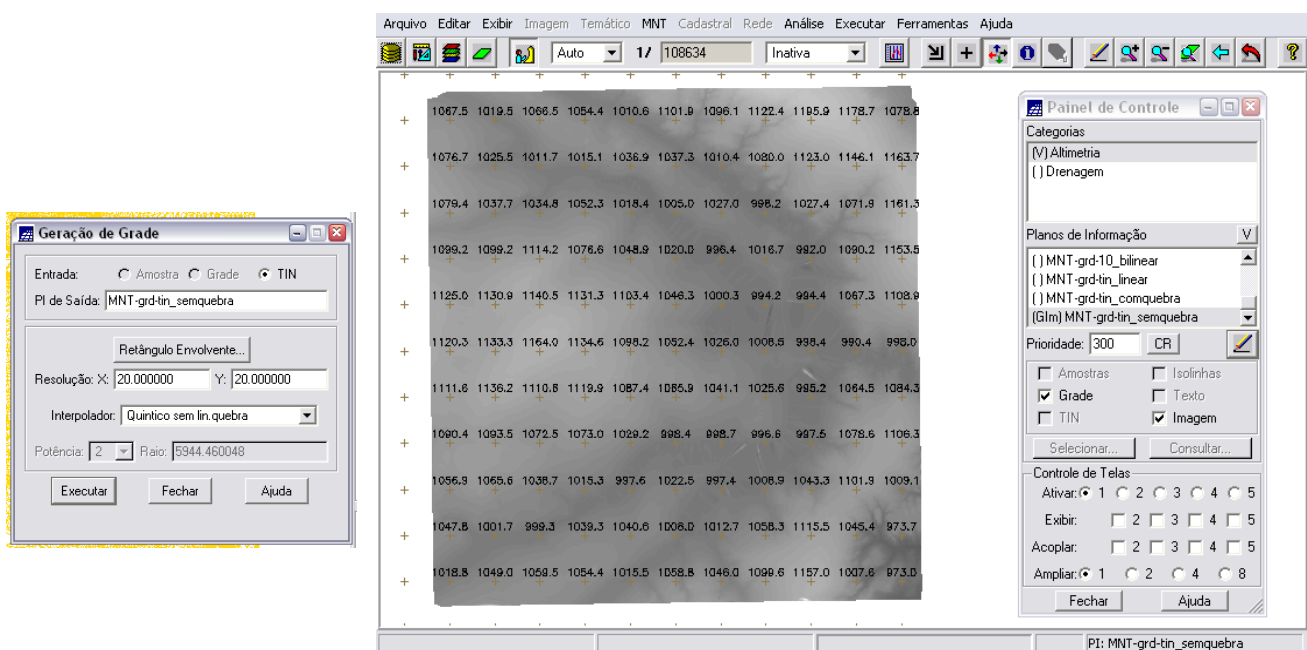 Arquivo Editar Exibir Imagem Temático MNT Cadastral Rede Análise Executar Ferramentas Ajuda
Auto 1/ 108634 Inativa
Geração de Grade
Entrada: Amostra Grade TIN
PI de Saída: MNT-grd-tin_semquebra
Retângulo Envolvente...
Resolução: X: 20.000000 Y: 20.000000
Interpolador: Quintico sem lin.quebra
Potência: 2 Raio: 5944.460048
Executar Fechar Ajuda
1067.5 1019.5 1066.5 1054.4 1010.6 1101.9 1096.1 1122.4 1195.9 1178.7 1078.8
1076.7 1025.5 1011.7 1015.1 1036.9 1037.3 1010.4 1080.0 1123.0 1146.1 1163.7
1079.4 1037.7 1034.8 1052.3 1018.4 1005.0 1027.0 998.2 1027.4 1071.9 1161.3
1099.2 1099.2 1114.2 1076.6 1048.9 1020.0 996.4 1016.7 992.0 1090.2 1153.5
1125.0 1130.9 1140.5 1131.3 1103.4 1046.3 1000.3 994.2 994.4 1067.3 1108.9
1120.3 1133.3 1164.0 1134.6 1098.2 1052.4 1026.0 1008.5 998.4 990.4 998.0
1111.6 1136.2 1110.8 1119.9 1087.4 1065.9 1041.1 1025.6 995.2 1064.5 1084.3
1090.4 1093.5 1072.5 1073.0 1029.2 998.4 998.7 996.6 997.5 1078.6 1106.3
1056.9 1065.6 1038.7 1015.3 997.6 1022.5 997.4 1008.9 1043.3 1101.9 1009.1
1047.8 1001.7 999.3 1039.3 1040.6 1006.0 1012.7 1058.3 1115.5 1045.4 973.7
1018.8 1049.0 1059.5 1054.4 1015.5 1058.8 1046.0 1099.6 1157.0 1007.6 973.0
Painel de Controle
Categorias
(V) Altimetria
( ) Drenagem
Planos de Informação V
( ) MNT-grd-10_bilinear
( ) MNT-grd-tin_linear
( ) MNT-grd-tin_comquebra
(GIm) MNT-grd-tin_semquebra
Prioridade: 300 CR
Amostras Isolinhas
Grade Texto
TIN Imagem
Selecionar... Consultar...
Controle de Telas
Ativar: 1 2 3 4 5
Exibir: 2 3 4 5
Acoplar: 2 3 4 5
Ampliar: 1 2 4 8
Fechar Ajuda
PI: MNT-grd-tin_semquebra